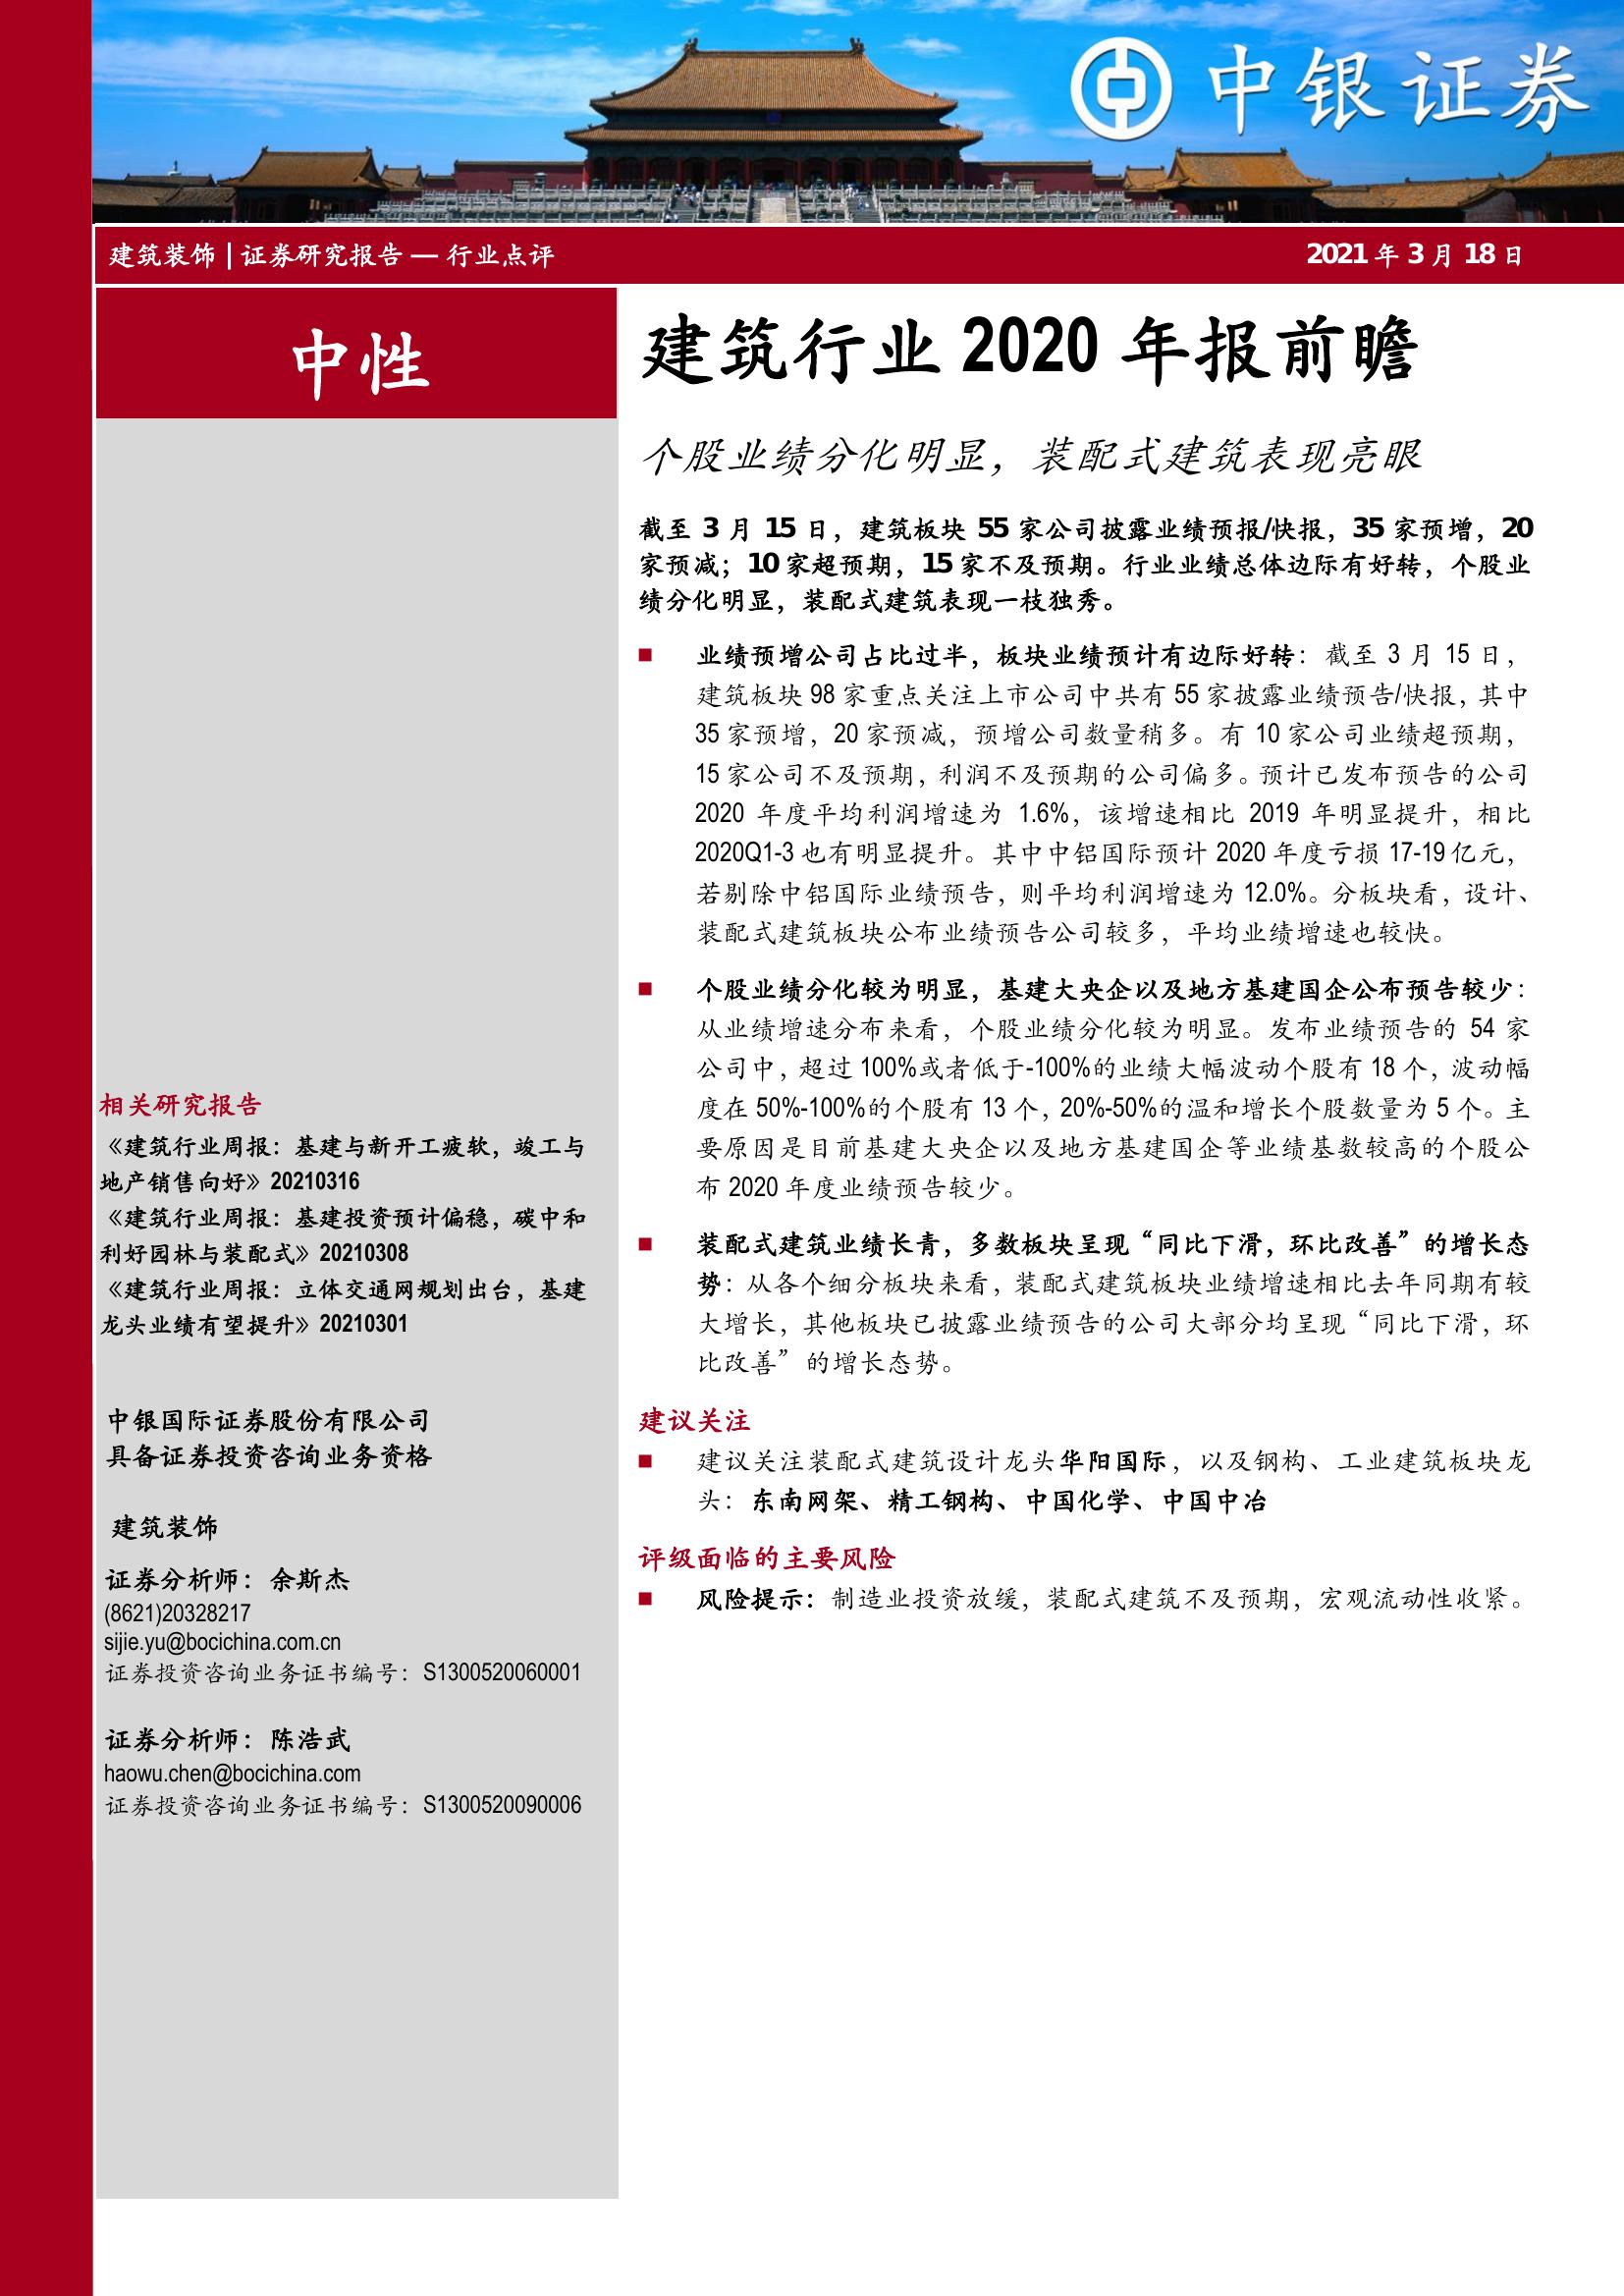 中银证券
建筑装饰 | 证券研究报告 — 行业点评
2021 年 3 月 18 日
中性
建筑行业 2020 年报前瞻
个股业绩分化明显，装配式建筑表现亮眼
截至 3 月 15 日，建筑板块 55 家公司披露业绩预报/快报，35 家预增，20
家预减；10 家超预期，15 家不及预期。行业业绩总体边际有好转，个股业
绩分化明显，装配式建筑表现一枝独秀。
■ 业绩预增公司占比过半，板块业绩预计有边际好转：截至 3 月 15 日，
建筑板块 98 家重点关注上市公司中共有 55 家披露业绩预告/快报，其中
35 家预增，20 家预减，预增公司数量稍多。有 10 家公司业绩超预期，
15 家公司不及预期，利润不及预期的公司偏多。预计已发布预告的公司
2020 年度平均利润增速为 1.6%，该增速相比 2019 年明显提升，相比
2020Q1-3 也有明显提升。其中中铝国际预计 2020 年度亏损 17-19 亿元，
若剔除中铝国际业绩预告，则平均利润增速为 12.0%。分板块看，设计、
装配式建筑板块公布业绩预告公司较多，平均业绩增速也较快。
■ 个股业绩分化较为明显，基建大央企以及地方基建国企公布预告较少：
从业绩增速分布来看，个股业绩分化较为明显。发布业绩预告的 54 家
公司中，超过 100%或者低于-100%的业绩大幅波动个股有 18 个，波动幅
度在 50%-100%的个股有 13 个，20%-50%的温和增长个股数量为 5 个。主
要原因是目前基建大央企以及地方基建国企等业绩基数较高的个股公
布 2020 年度业绩预告较少。
■ 装配式建筑业绩长青，多数板块呈现“同比下滑，环比改善”的增长态
势：从各个细分板块来看，装配式建筑板块业绩增速相比去年同期有较
大增长，其他板块已披露业绩预告的公司大部分均呈现“同比下滑，环
比改善”的增长态势。
建议关注
■ 建议关注装配式建筑设计龙头华阳国际，以及钢构、工业建筑板块龙
头：东南网架、精工钢构、中国化学、中国中冶
评级面临的主要风险
■ 风险提示：制造业投资放缓，装配式建筑不及预期，宏观流动性收紧。
相关研究报告
《建筑行业周报：基建与新开工疲软，竣工与
地产销售向好》20210316
《建筑行业周报：基建投资预计偏稳，碳中和
利好园林与装配式》20210308
《建筑行业周报：立体交通网规划出台，基建
龙头业绩有望提升》20210301
中银国际证券股份有限公司
具备证券投资咨询业务资格
建筑装饰
证券分析师：余斯杰
(8621)20328217
sijie.yu@bocichina.com.cn
证券投资咨询业务证书编号：S1300520060001
证券分析师：陈浩武
haowu.chen@bocichina.com
证券投资咨询业务证书编号：S1300520090006